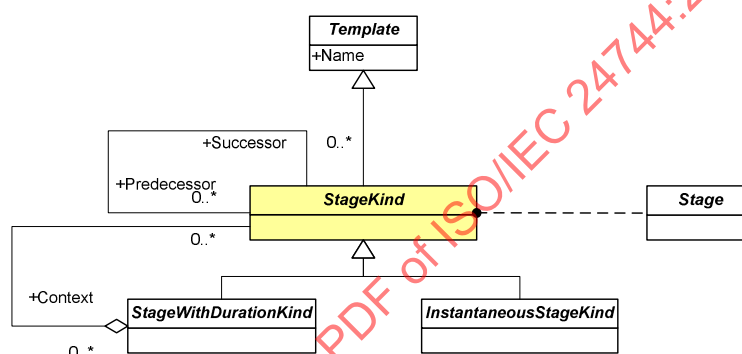 Template
+Name
+Successor
0..*
+Predecessor
0..*
StageKind
Stage
0..*
+Context
StageWithDurationKind
InstantaneousStageKind
0..*
PDF of ISO/IEC 24744:2